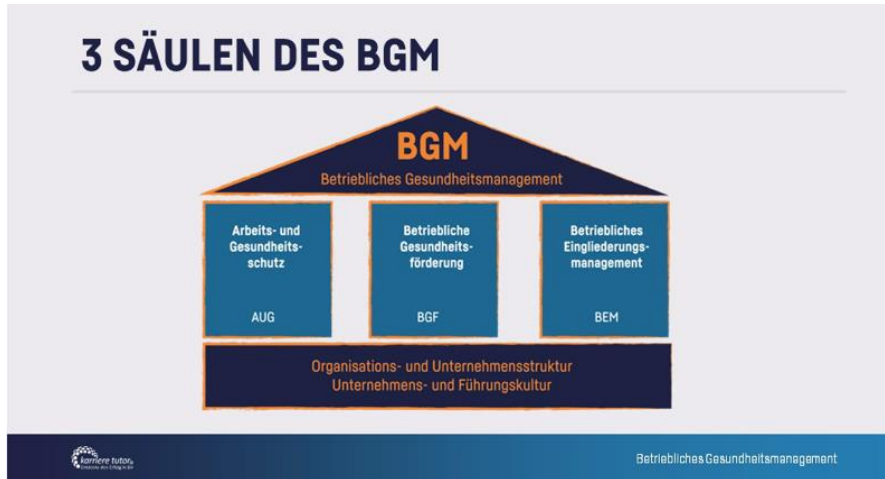 3 SÄULEN DES BGM
BGM
Betriebliches Gesundheitsmanagement
Arbeits- und
Gesundheits-
schutz
AUG
Betriebliche
Gesundheits-
förderung
BGF
Betriebliches
Eingliederungs-
management
BEM
Organisations- und Unternehmensstruktur
Unternehmens- und Führungskultur
karriere tutor
Betriebliches Gesundheitsmanagement